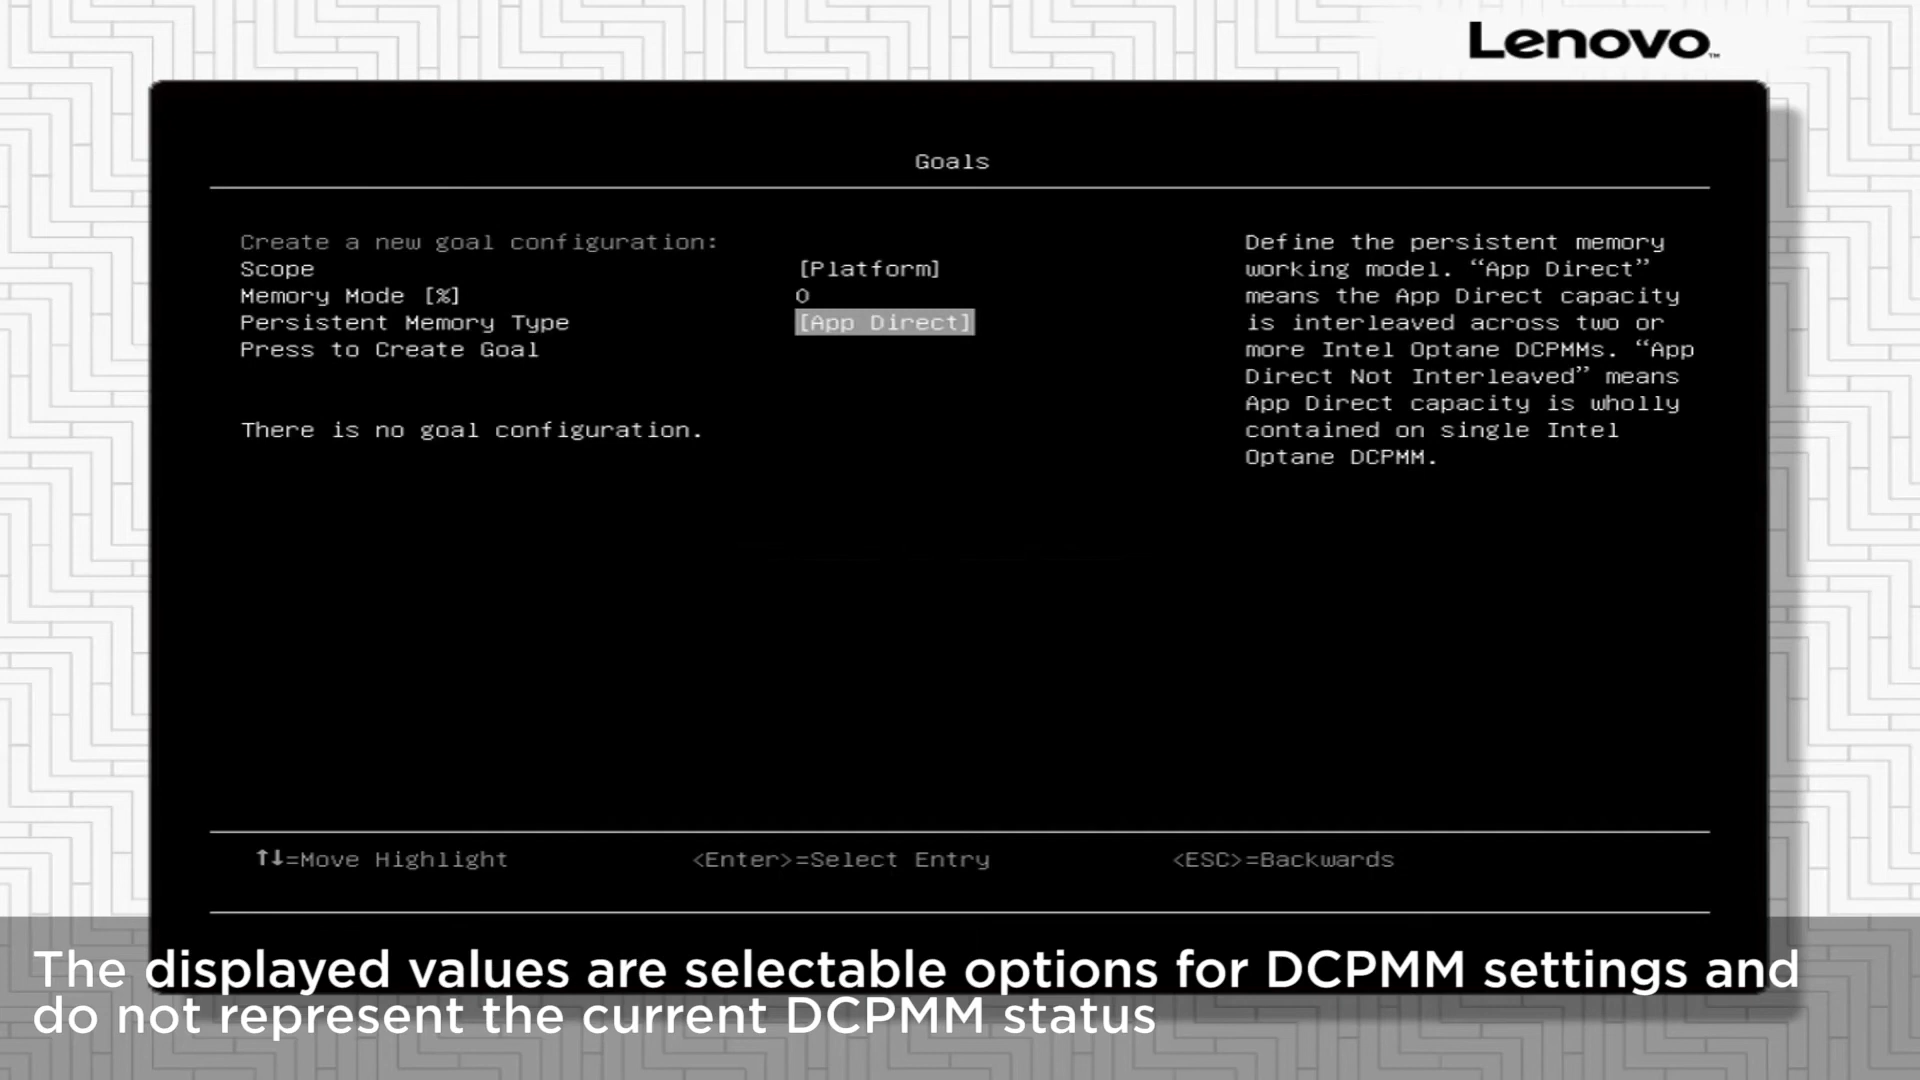 Lenovo™
Goals
Create a new goal configuration:
Scope [Platform]
Memory Mode [%] 0
Persistent Memory Type [App Direct]
Press to Create Goal
There is no goal configuration.
Define the persistent memory
working model. “App Direct”
means the App Direct capacity
is interleaved across two or
more Intel Optane DCPMMs. “App
Direct Not Interleaved” means
App Direct capacity is wholly
contained on single Intel
Optane DCPMM.
↑↓=Move Highlight <Enter>=Select Entry <ESC>=Backwards
The displayed values are selectable options for DCPMM settings and
do not represent the current DCPMM status